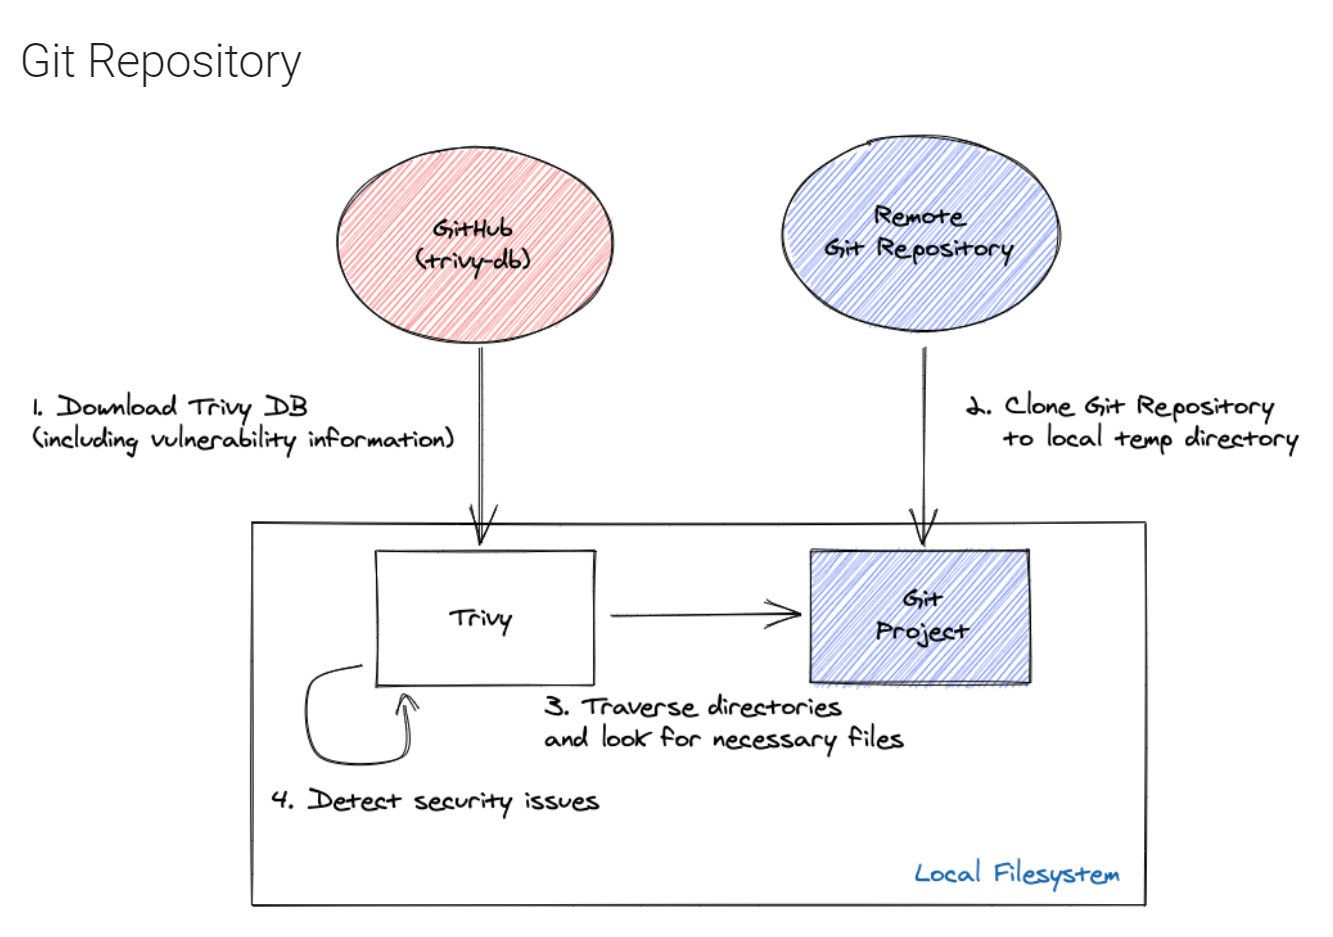 Git Repository
GitHub
(trivy-db)
Remote
Git Repository
1. Download Trivy DB
(including vulnerability information)
2. Clone Git Repository
to local temp directory
Trivy
Git
Project
3. Traverse directories
and look for necessary files
4. Detect security issues
Local Filesystem